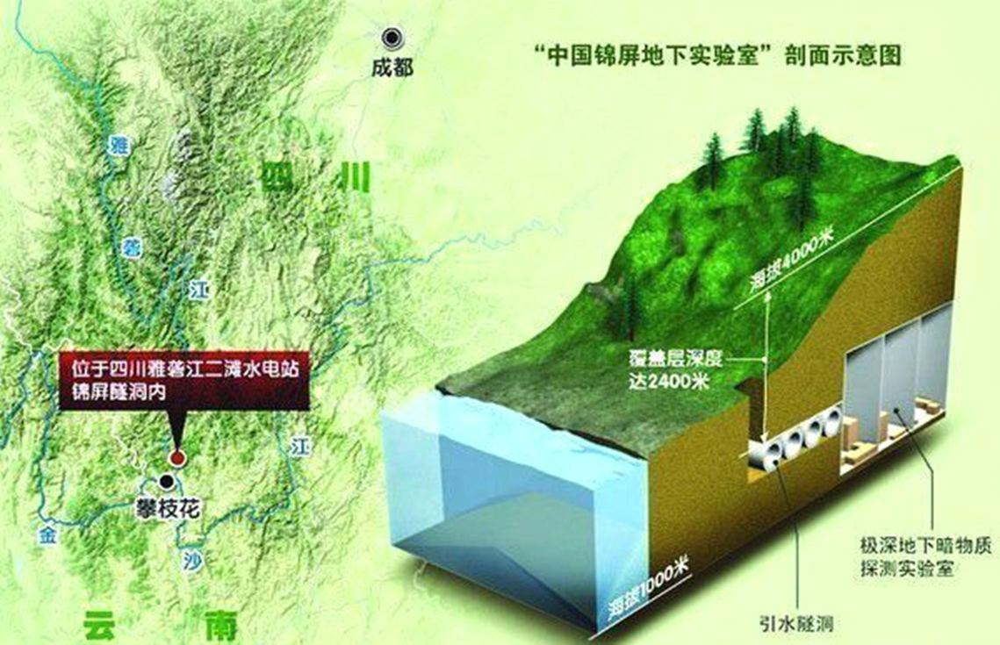 “中国锦屏地下实验室”剖面示意图
成都
四川
雅
砻
江
位于四川雅砻江二滩水电站
锦屏隧洞内
攀枝花
金
沙
江
云南
海拔4000米
覆盖层深度
达2400米
海拔1000米
极深地下暗物质
探测实验室
引水隧洞